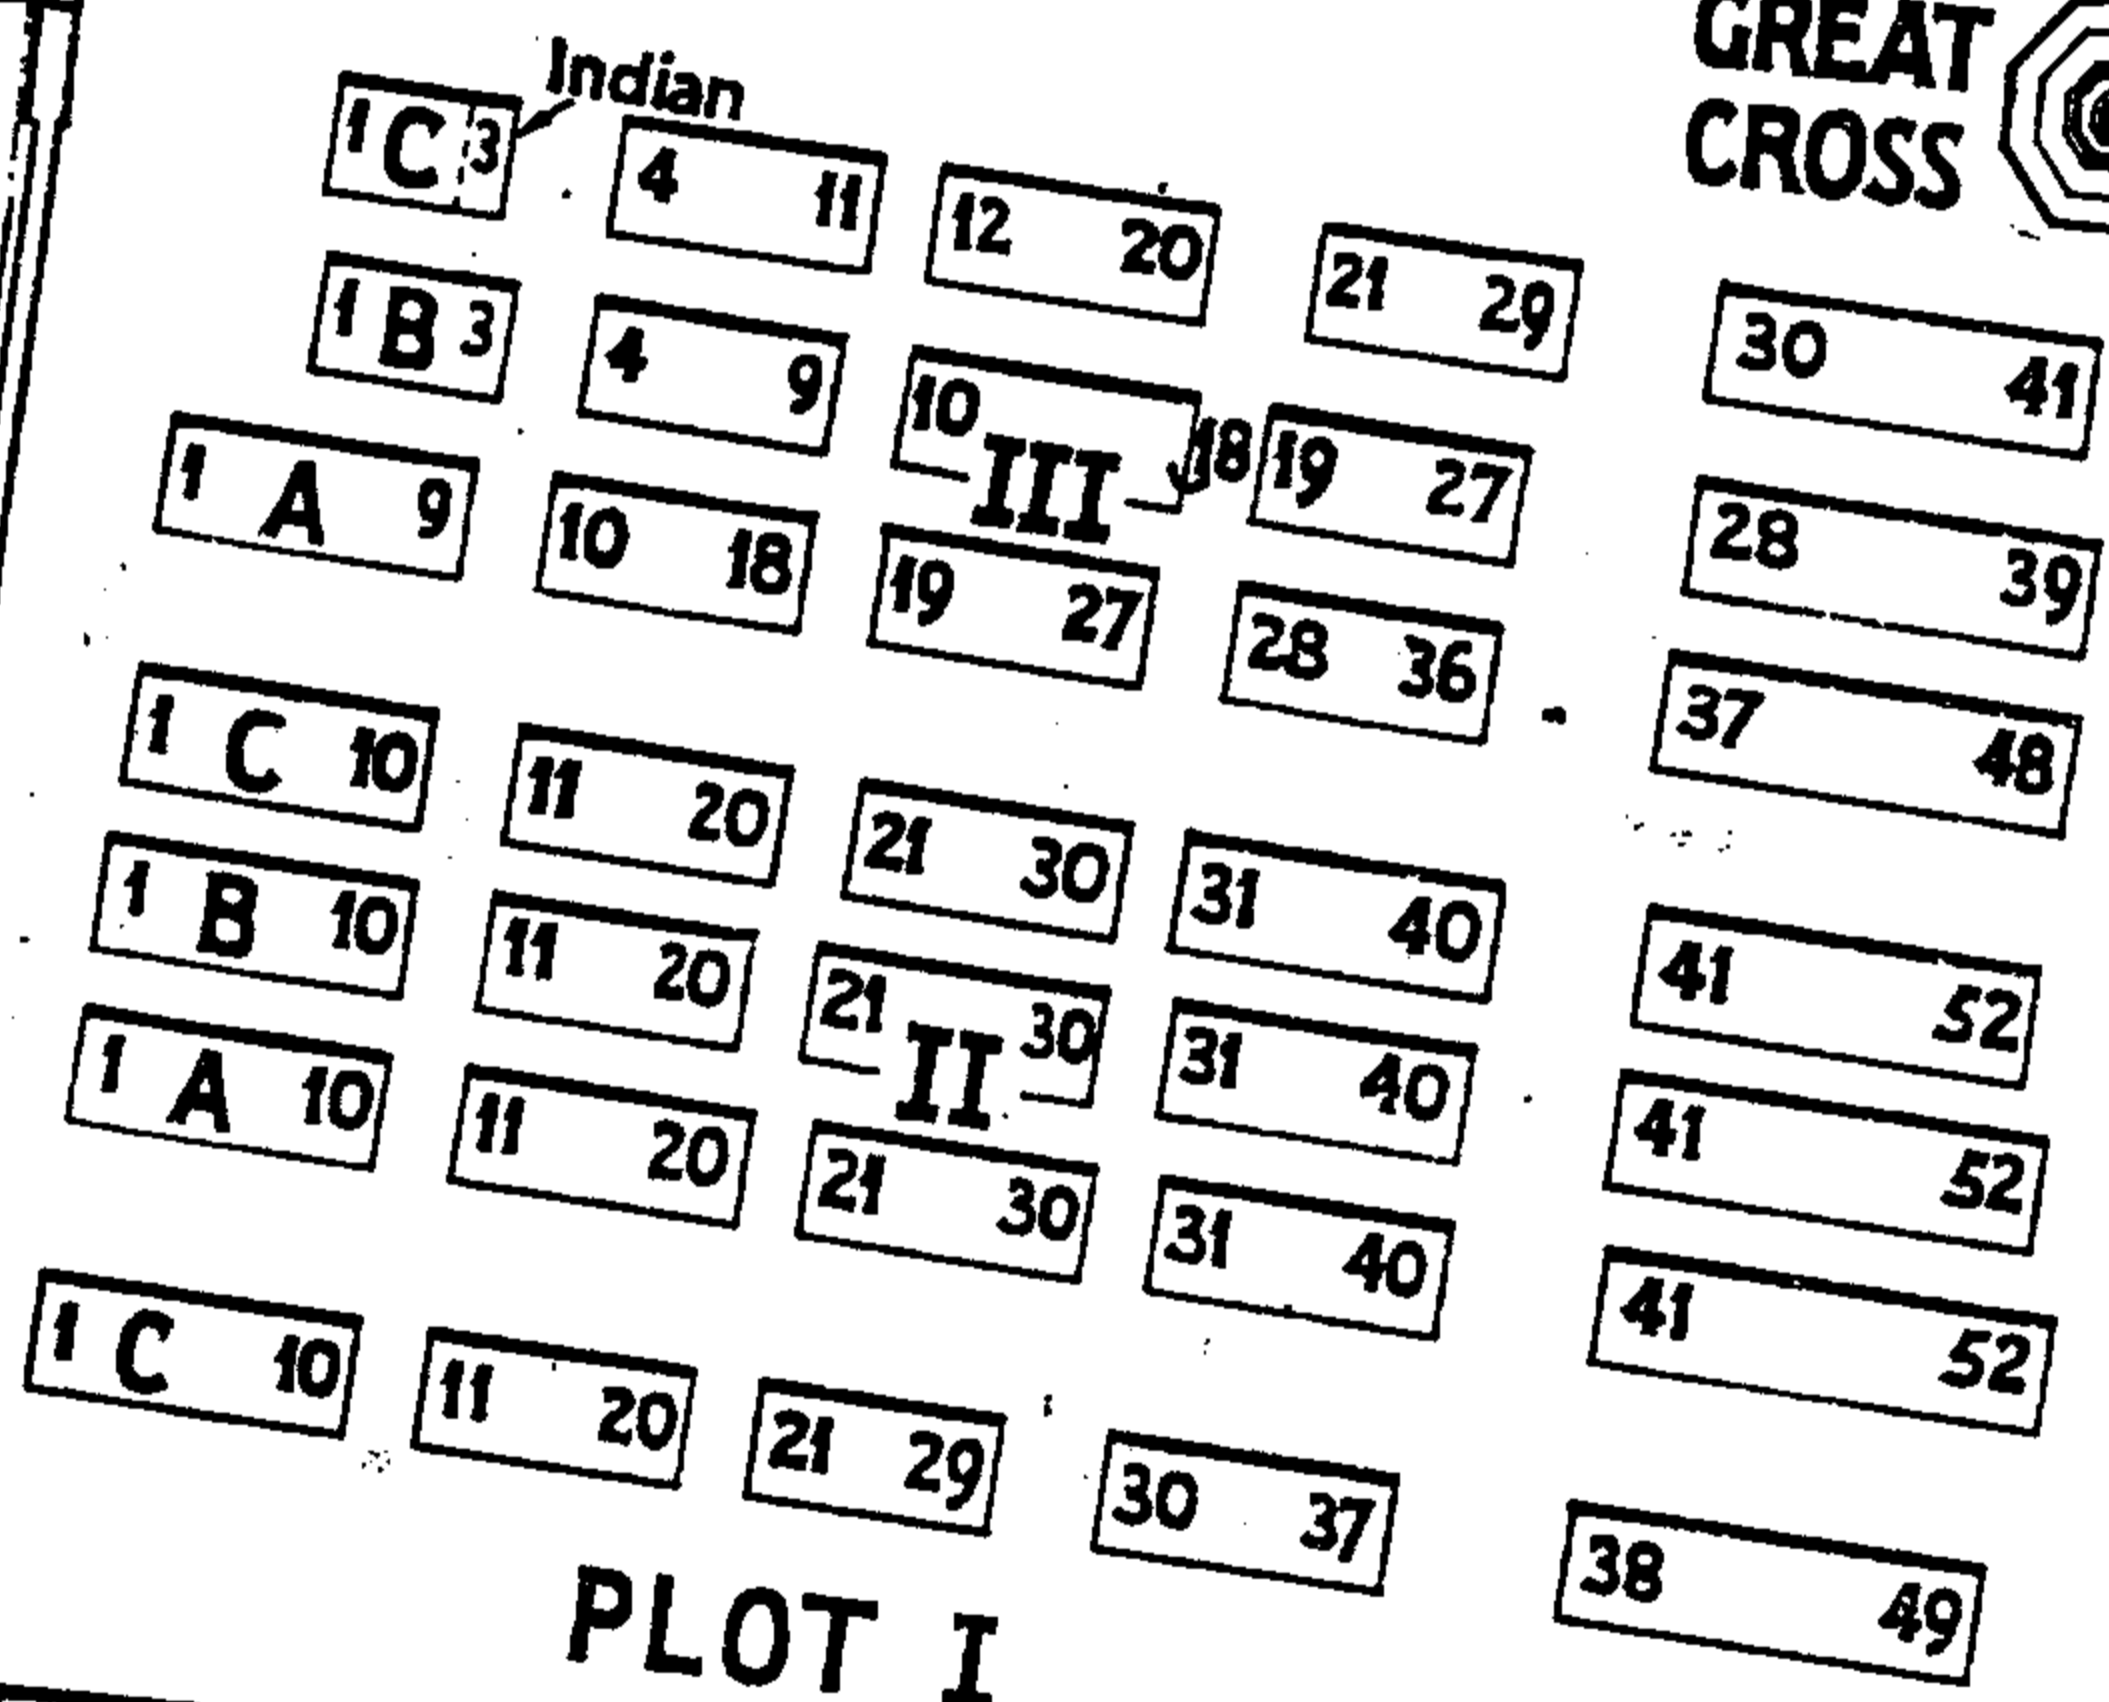 GREAT
CROSS
Indian
1 C 3 4 11 12 20 21 29 30 41
1 B 3 4 9 10 18 19 27 28 39
III
1 A 9 10 18 19 27 28 36 37 48
1 C 10 11 20 21 30 31 40 41 52
1 B 10 11 20 21 30 31 40 41 52
II
1 A 10 11 20 21 30 31 40 41 52
1 C 10 11 20 21 29 30 37 38 49
PLOT I